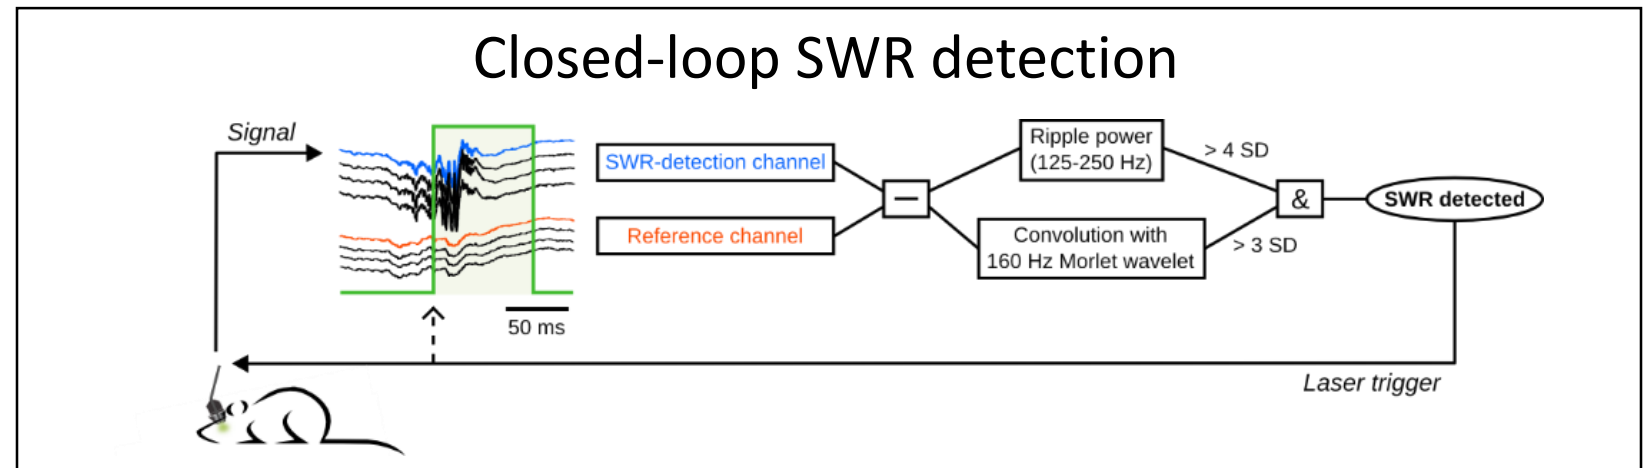 Closed-loop SWR detection
Signal
SWR-detection channel
Reference channel
—
Ripple power
(125-250 Hz)
> 4 SD
Convolution with
160 Hz Morlet wavelet
> 3 SD
&
SWR detected
50 ms
Laser trigger